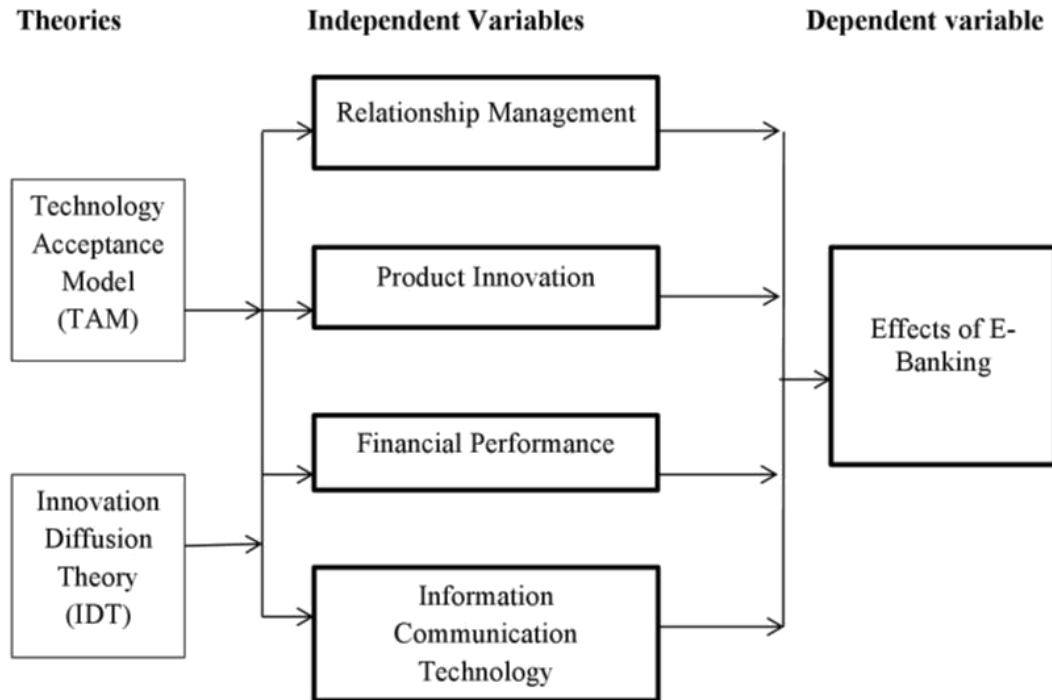 Theories
Independent Variables
Dependent variable
Relationship Management
Technology
Acceptance
Model
(TAM)
Product Innovation
Effects of E-
Banking
Financial Performance
Innovation
Diffusion
Theory
(IDT)
Information
Communication
Technology